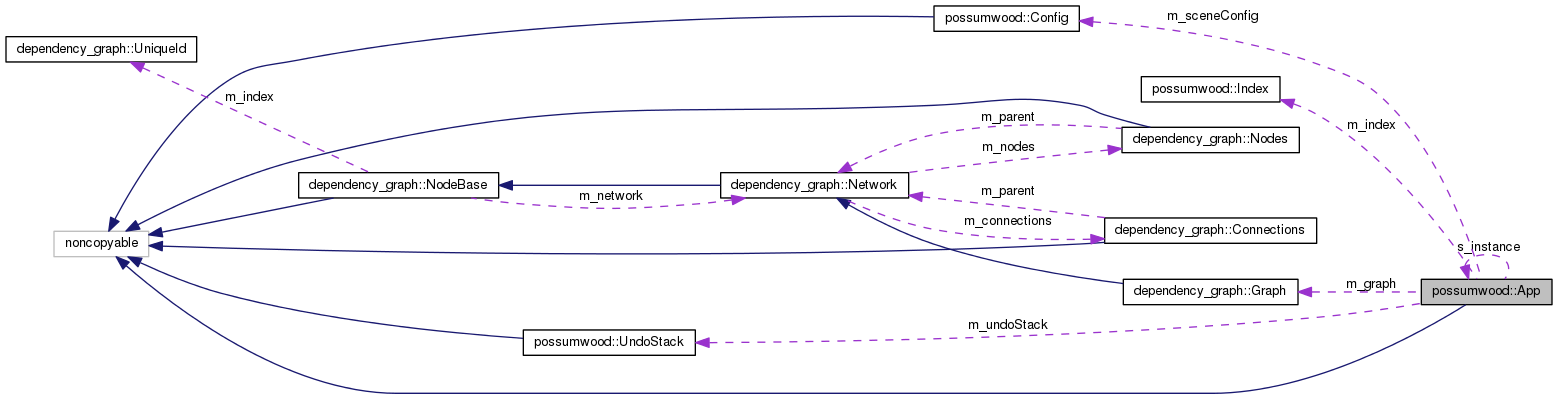 possumwood::Config
m_sceneConfig
dependency_graph::UniqueId
possumwood::Index
m_index
m_parent
m_index
dependency_graph::Nodes
m_nodes
dependency_graph::NodeBase
dependency_graph::Network
m_parent
m_network
m_connections
dependency_graph::Connections
noncopyable
s_instance
m_graph
dependency_graph::Graph
possumwood::App
m_undoStack
possumwood::UndoStack